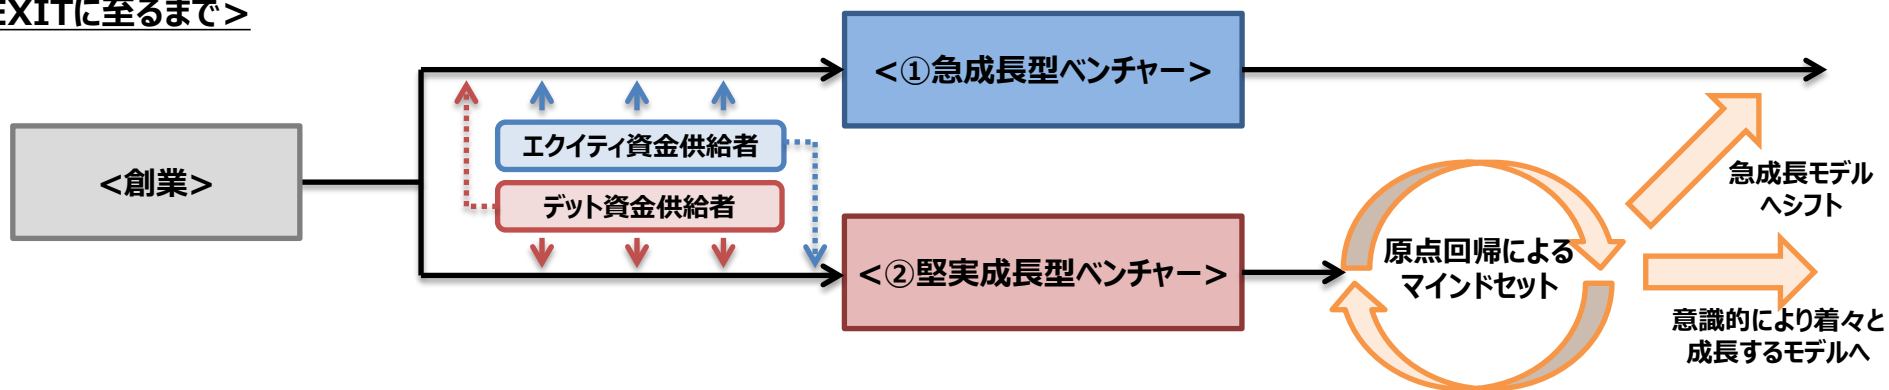 EXITに至るまで>
<①急成長型ベンチャー>
エクイティ資金供給者
<創業>
デット資金供給者
急成長モデル
へシフト
原点回帰による
マインドセット
<②堅実成長型ベンチャー>
意識的により着々と
成長するモデルへ